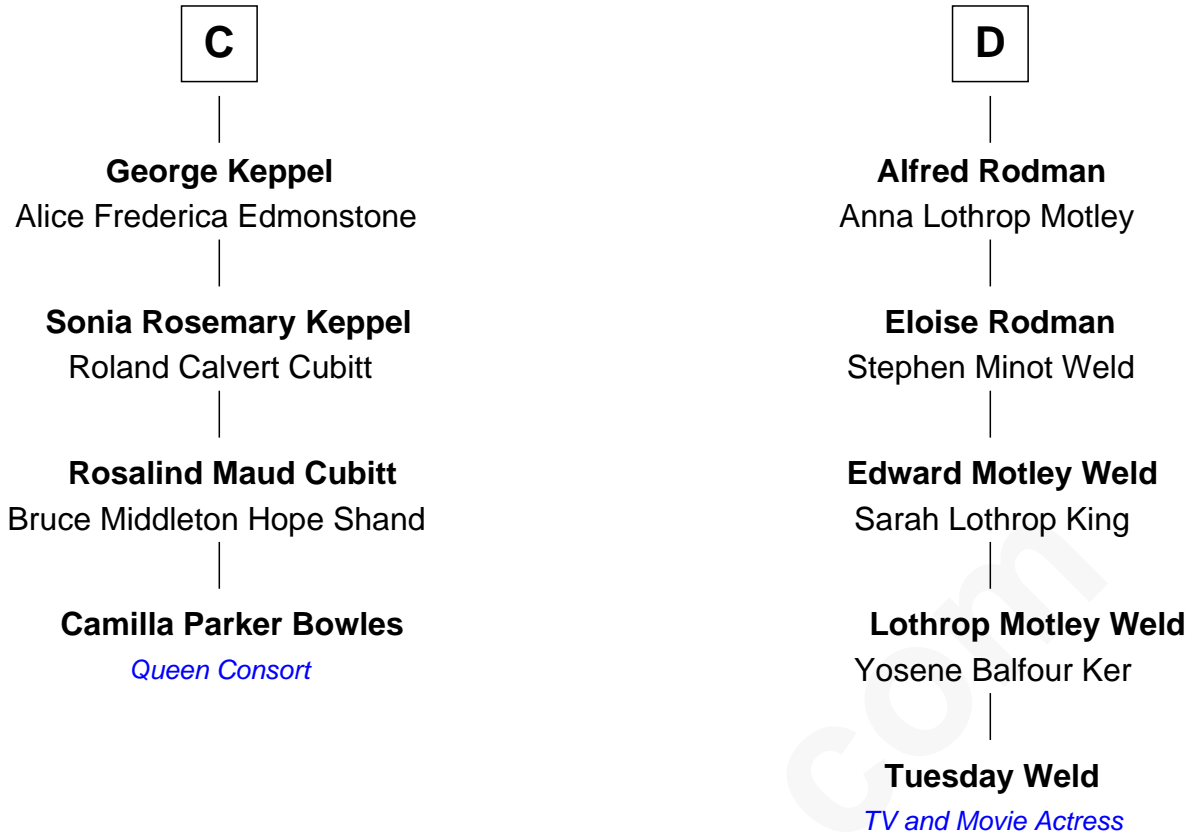 C
George Keppel
Alice Frederica Edmonstone
Sonia Rosemary Keppel
Roland Calvert Cubitt
Rosalind Maud Cubitt
Bruce Middleton Hope Shand
Camilla Parker Bowles
Queen Consort
D
Alfred Rodman
Anna Lothrop Motley
Eloise Rodman
Stephen Minot Weld
Edward Motley Weld
Sarah Lothrop King
Lothrop Motley Weld
Yosene Balfour Ker
Tuesday Weld
TV and Movie Actress
com